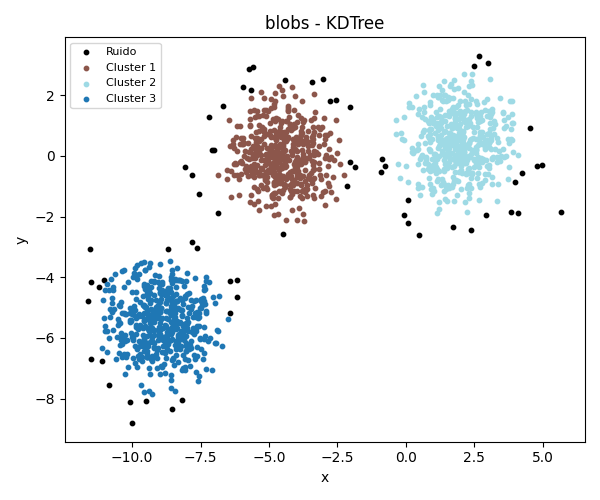 blobs - KDTree
Ruido
Cluster 1
Cluster 2
Cluster 3
2
0
−2
−4
−6
−8
y
−10.0 −7.5 −5.0 −2.5 0.0 2.5 5.0
x